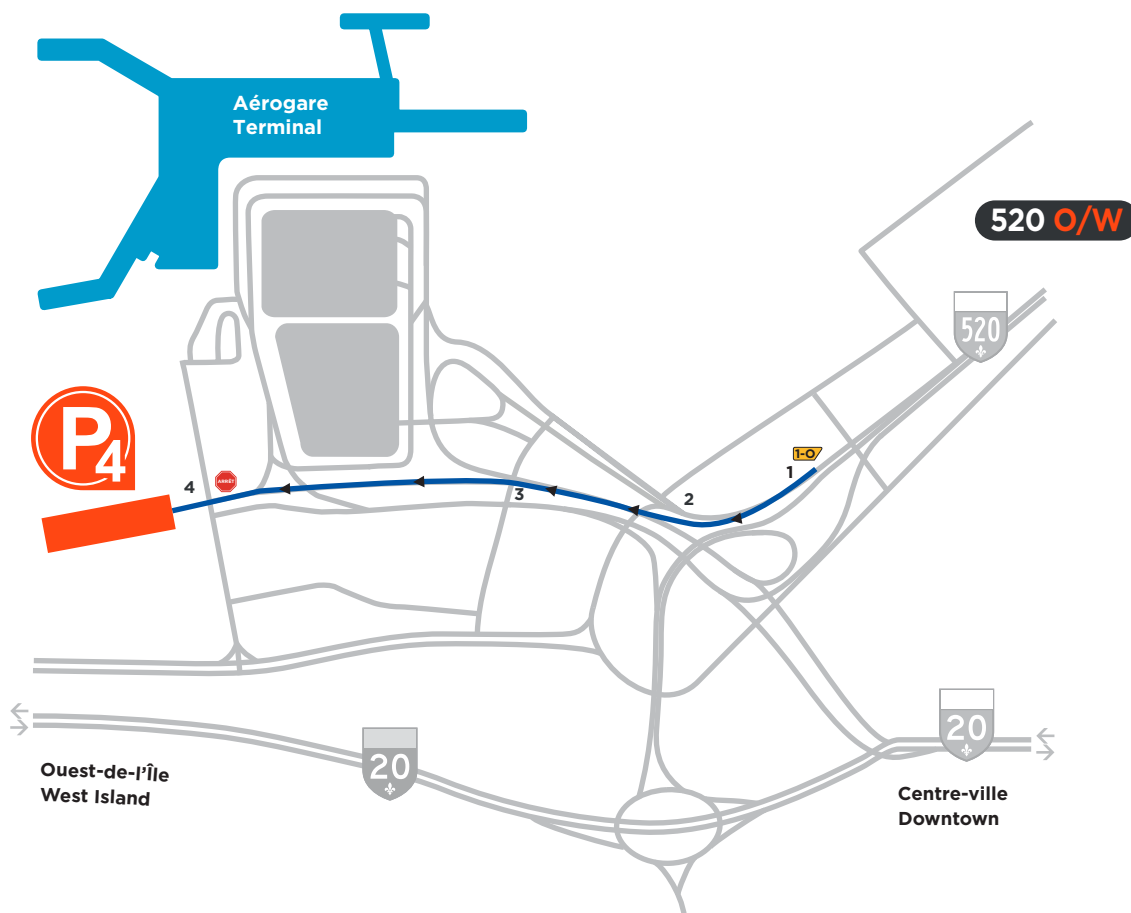 Aérogare
Terminal
520 O/W
520
P4
1-O
1
ARRÊT
4
3
2
20
20
Ouest-de-l'Île
West Island
Centre-ville
Downtown